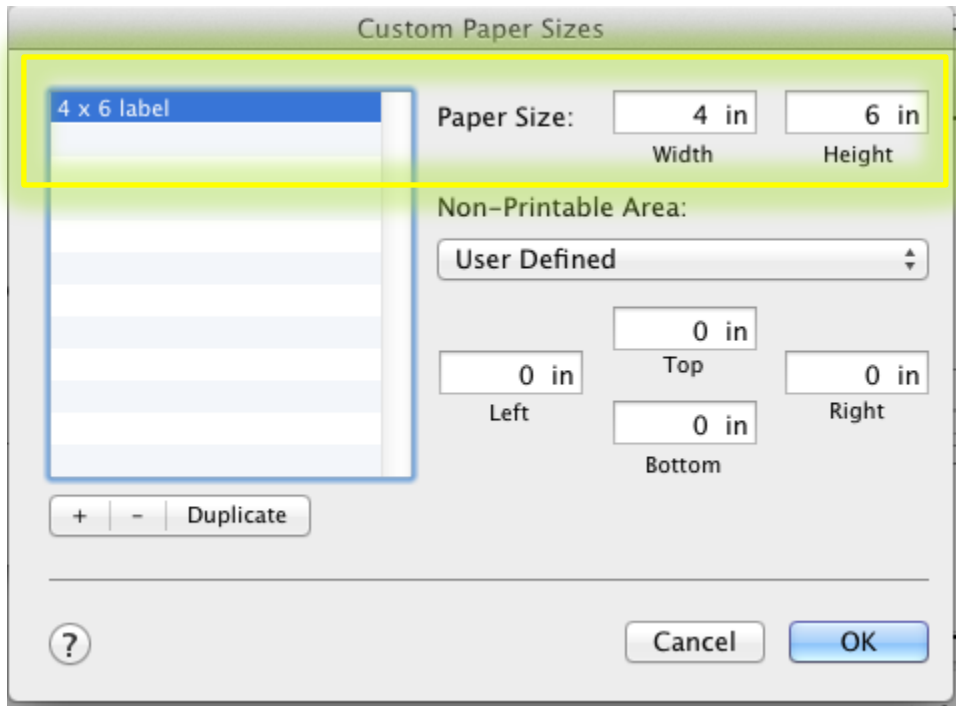 Custom Paper Sizes
4 x 6 label
Paper Size:
4 in
6 in
Width
Height
Non-Printable Area:
User Defined
0 in
Top
0 in
Left
0 in
Right
0 in
Bottom
+
-
Duplicate
?
Cancel
OK